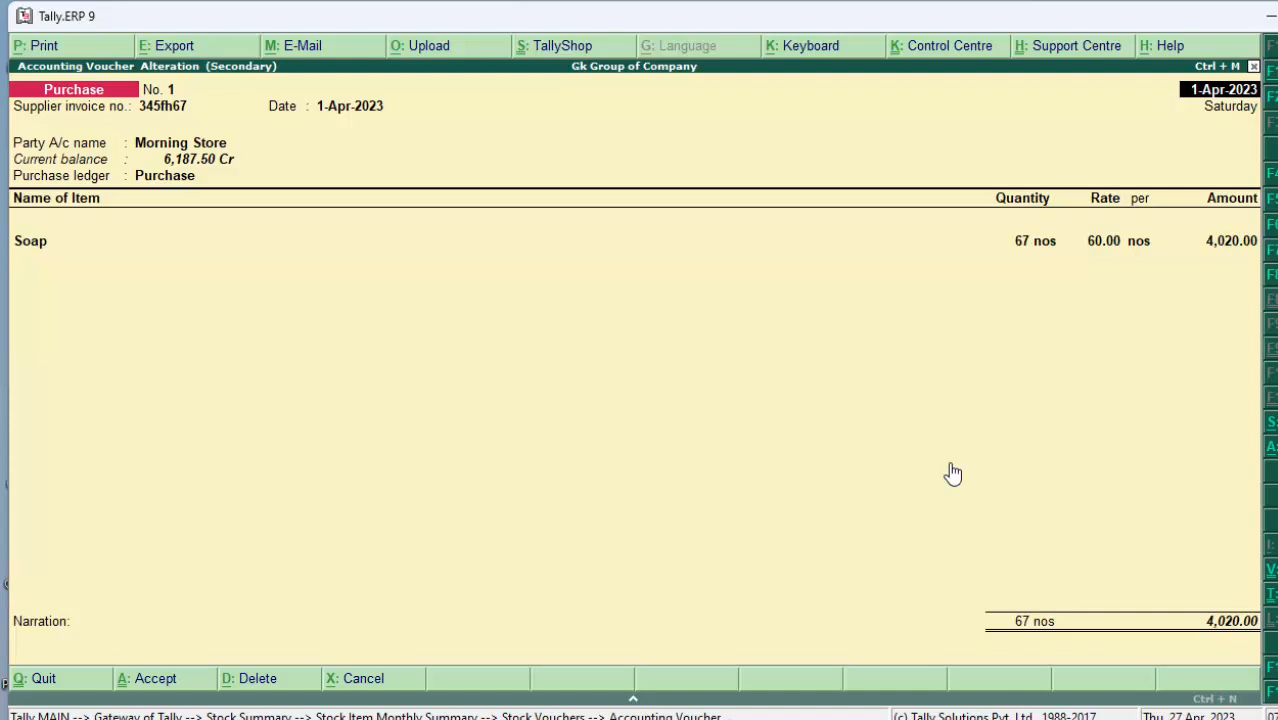 Tally.ERP 9
P: Print E: Export M: E-Mail O: Upload S: TallyShop G: Language K: Keyboard K: Control Centre H: Support Centre H: Help
Accounting Voucher Alteration (Secondary) Gk Group of Company Ctrl + M
Purchase No. 1 1-Apr-2023
Supplier invoice no.: 345fh67 Date : 1-Apr-2023 Saturday
Party A/c name : Morning Store
Current balance : 6,187.50 Cr
Purchase ledger : Purchase
Name of Item Quantity Rate per Amount
Soap 67 nos 60.00 nos 4,020.00
Narration: 67 nos 4,020.00
Q: Quit A: Accept D: Delete X: Cancel
Ctrl + N
Tally MAIN --> Gateway of Tally --> Stock Summary --> Stock Item Monthly Summary --> Stock Vouchers --> Accounting Voucher (c) Tally Solutions Pvt. Ltd., 1988-2017 Thu, 27 Apr, 2023